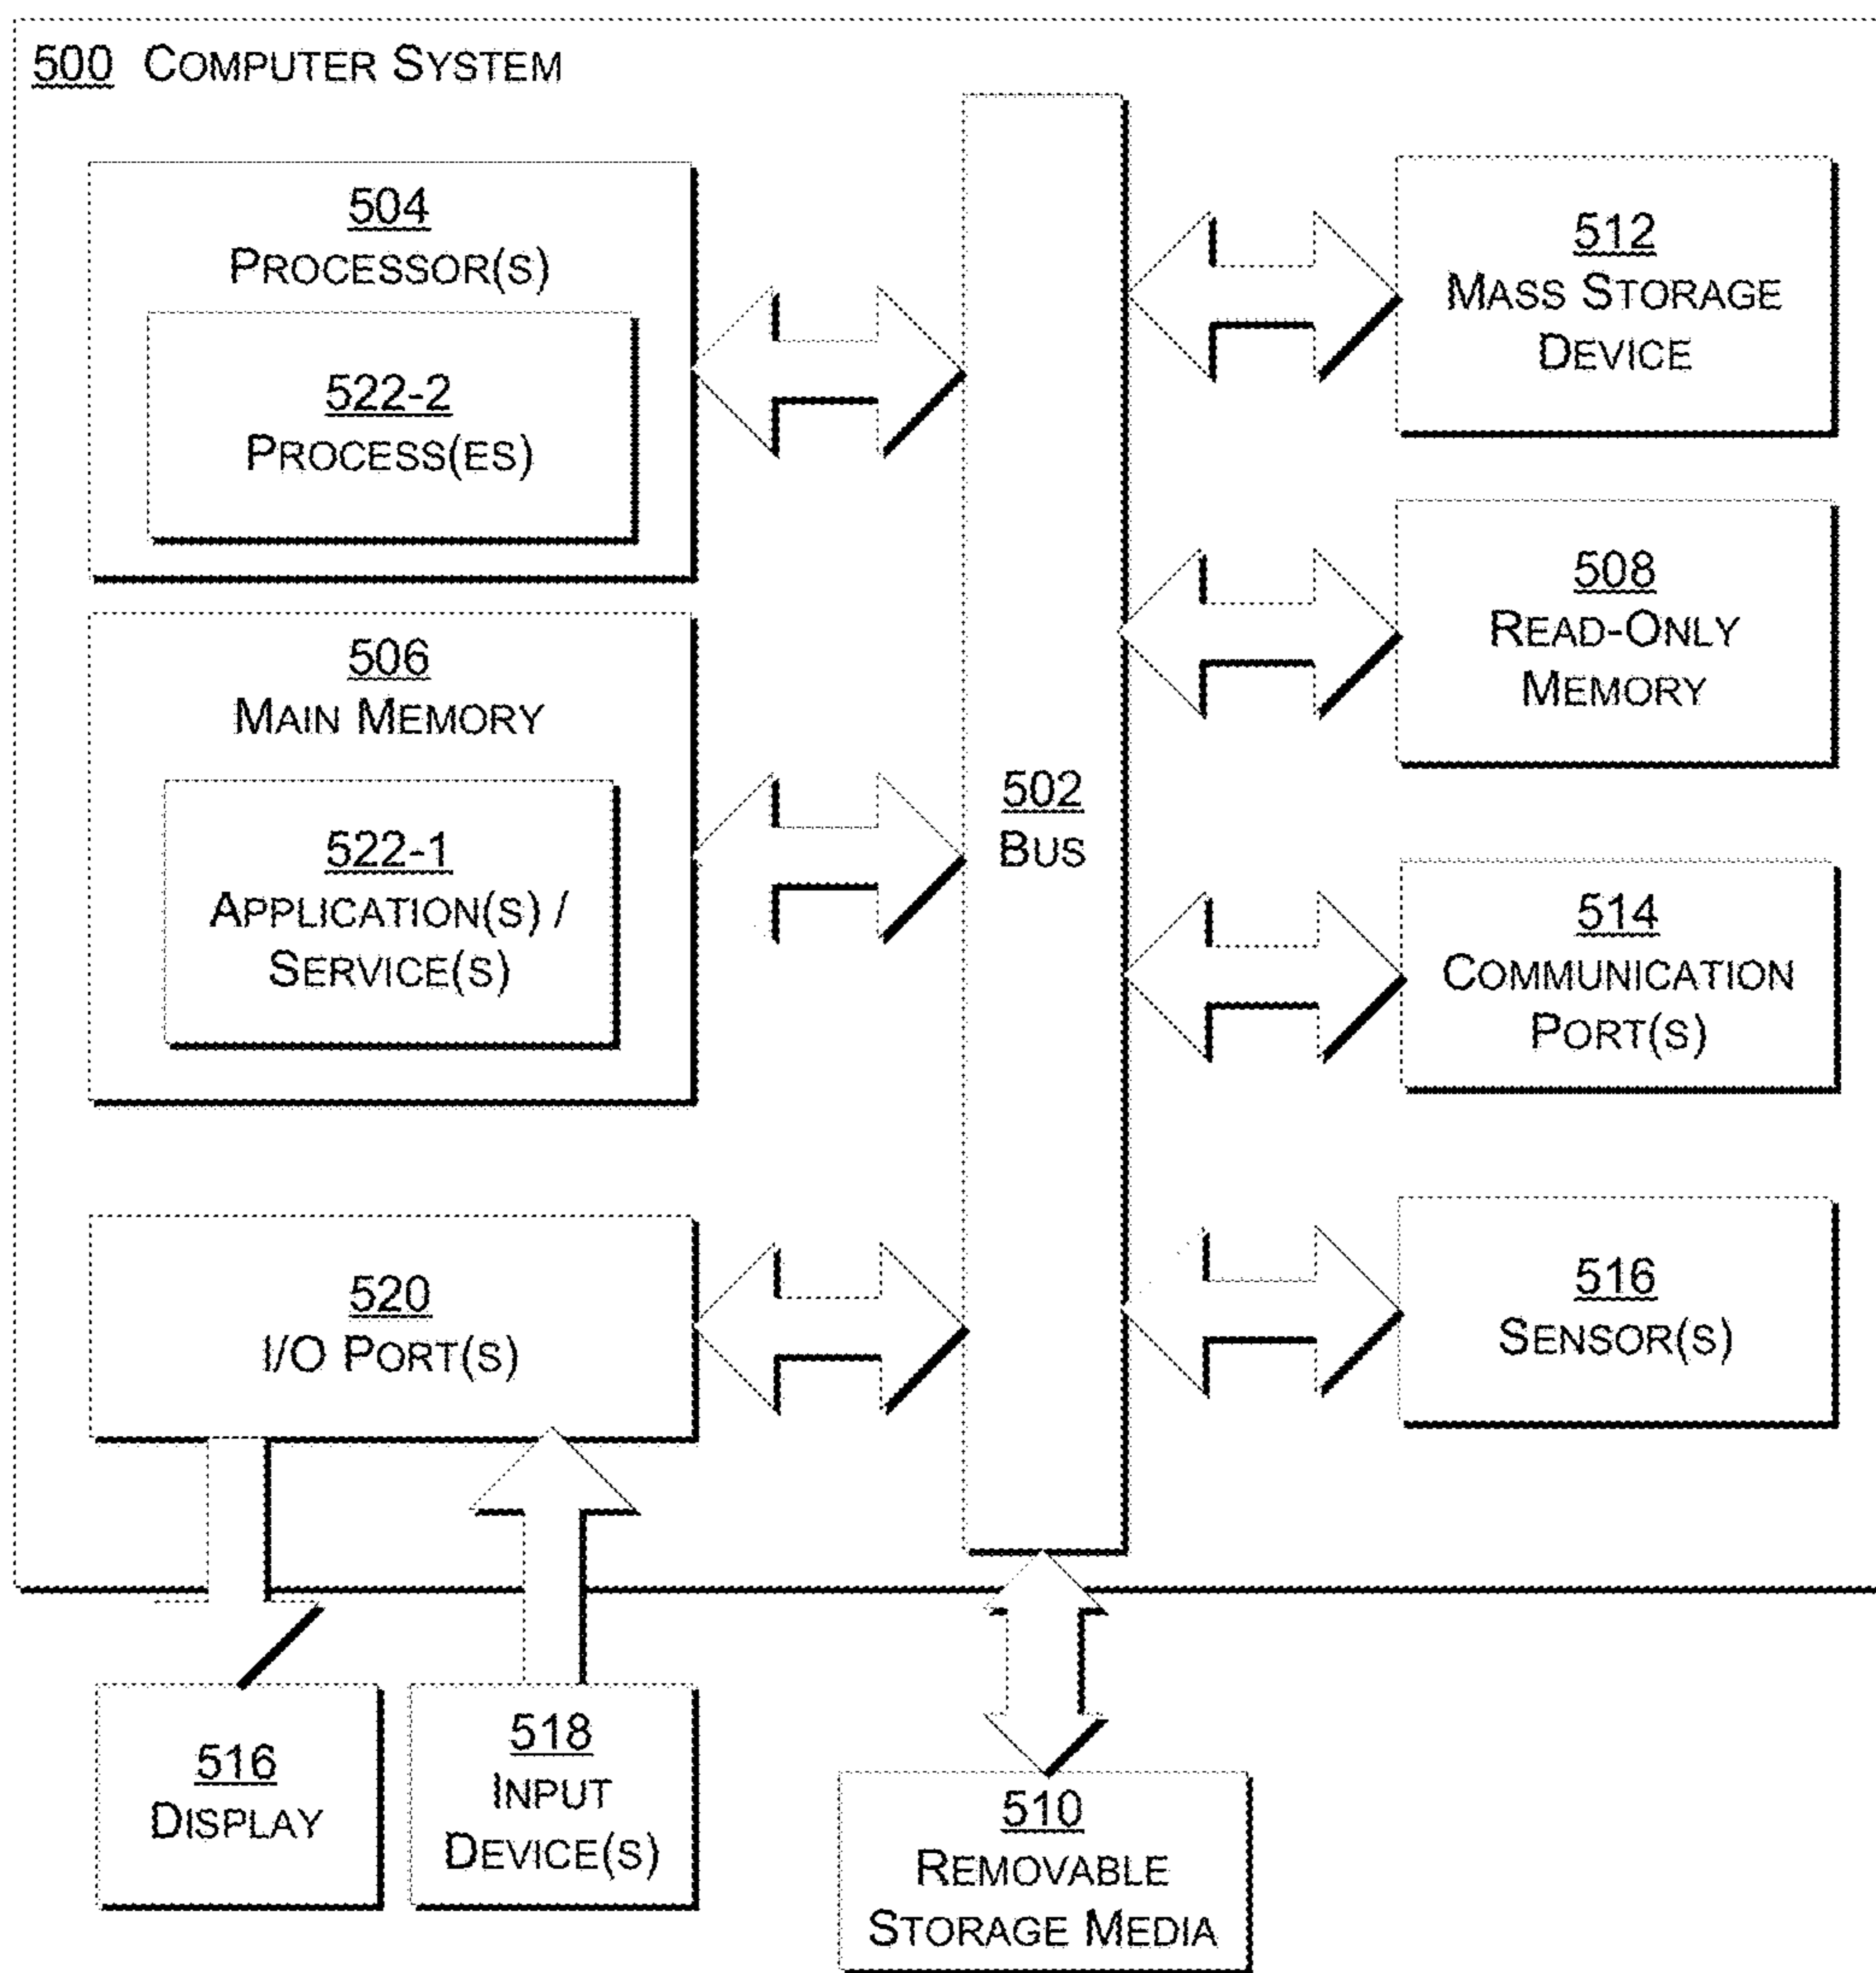 500 COMPUTER SYSTEM
504
PROCESSOR(S)
522-2
PROCESS(ES)
506
MAIN MEMORY
522-1
APPLICATION(S) /
SERVICE(S)
520
I/O PORT(S)
502
BUS
512
MASS STORAGE
DEVICE
508
READ-ONLY
MEMORY
514
COMMUNICATION
PORT(S)
516
SENSOR(S)
516
DISPLAY
518
INPUT
DEVICE(S)
510
REMOVABLE
STORAGE MEDIA